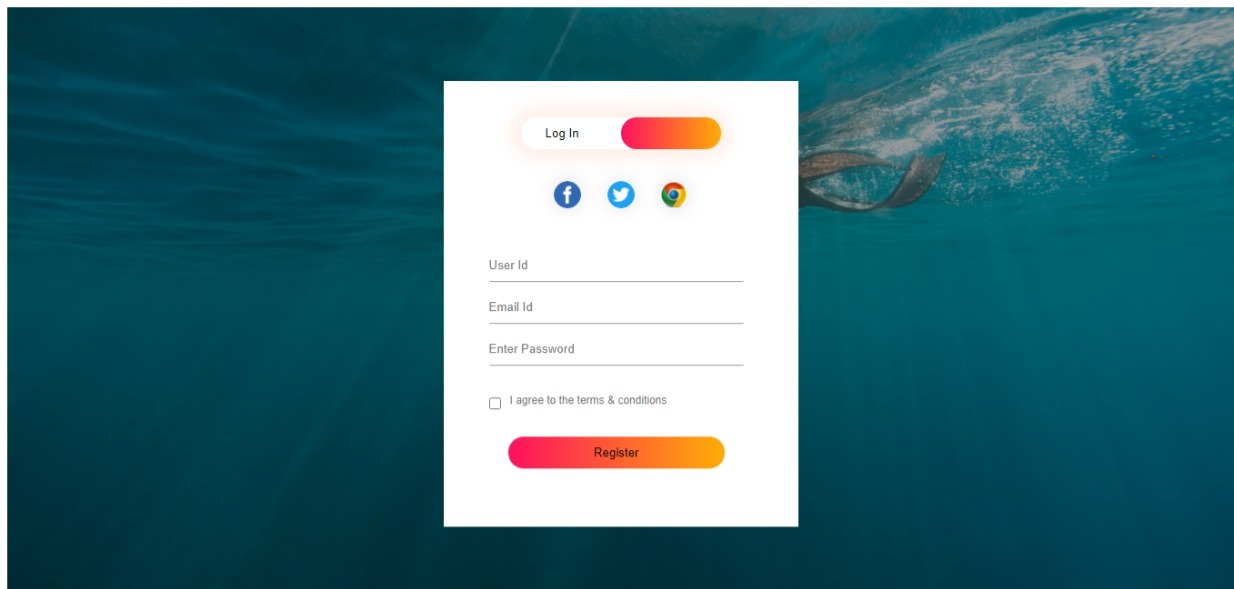 Log In
User Id
Email Id
Enter Password
I agree to the terms & conditions
Register